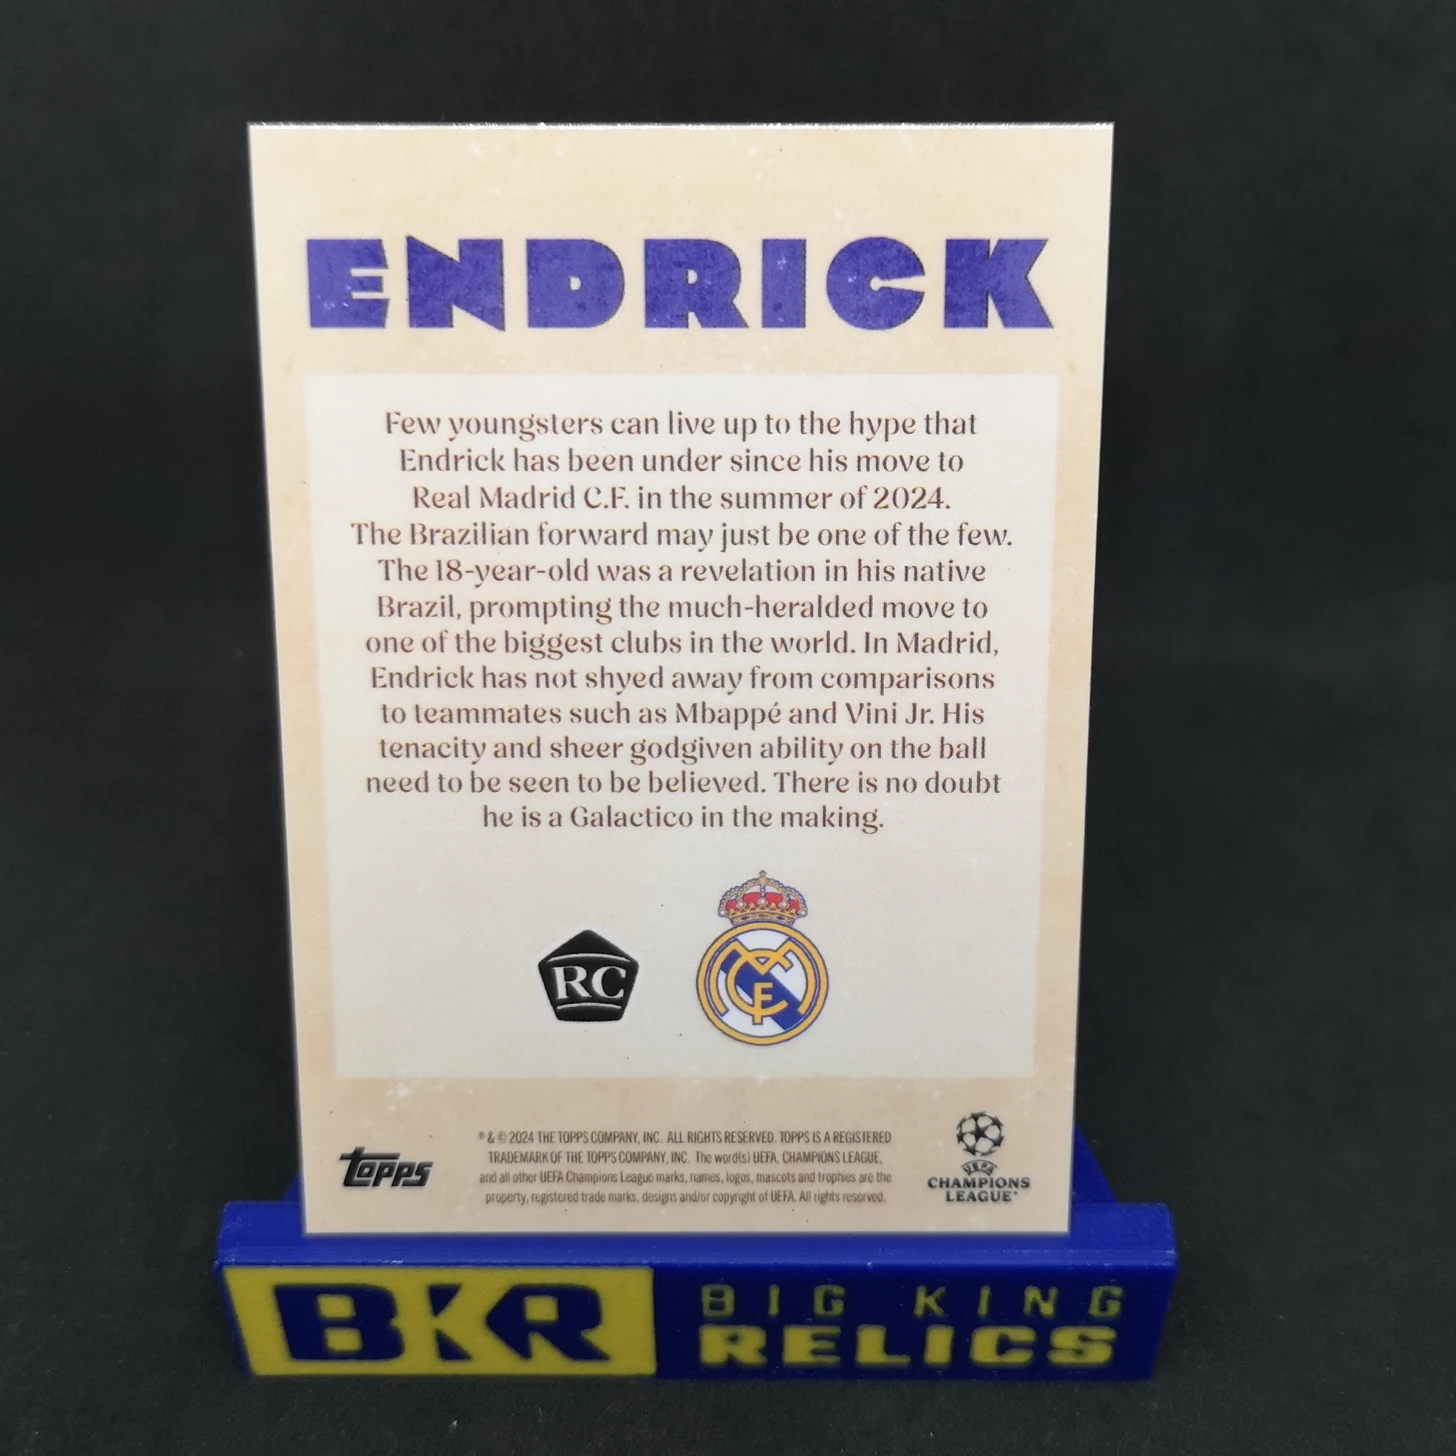 ENDRICK
Few youngsters can live up to the hype that
Endrick has been under since his move to
Real Madrid C.F. in the summer of 2024.
The Brazilian forward may just be one of the few.
The 18-year-old was a revelation in his native
Brazil, prompting the much-heralded move to
one of the biggest clubs in the world. In Madrid,
Endrick has not shyed away from comparisons
to teammates such as Mbappé and Vini Jr. His
tenacity and sheer godgiven ability on the ball
need to be seen to be believed. There is no doubt
he is a Galactico in the making.
RC
topps
® & © 2024 THE TOPPS COMPANY, INC. ALL RIGHTS RESERVED. TOPPS IS A REGISTERED
TRADEMARK OF THE TOPPS COMPANY, INC. The word(s) UEFA, CHAMPIONS LEAGUE,
and all other UEFA Champions League marks, names, logos, mascots and trophies are the
property, registered trade marks, designs and/or copyright of UEFA. All rights reserved.
UEFA
CHAMPIONS
LEAGUE®
BKR
BIG KING
RELICS